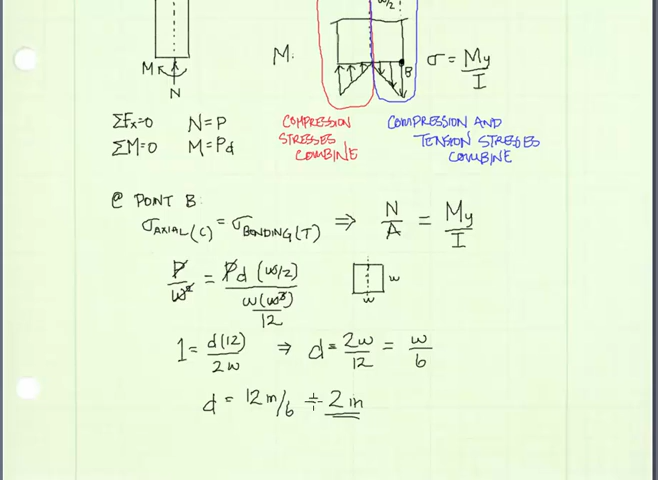 w/2
M:
B
σ = My/I
M
N
ΣFx=0 N=P
ΣM=0 M=Pd
COMPRESSION STRESSES COMBINE
COMPRESSION AND TENSION STRESSES COMBINE
@ POINT B:
σAXIAL(C) = σBENDING(T) ⇒ N/A = My/I
P/w² = Pd(w/2)/(w(w³)/12)
w
w
1 = d(12)/2w ⇒ d = 2w/12 = w/6
d = 12 in/6 ÷ 2 in